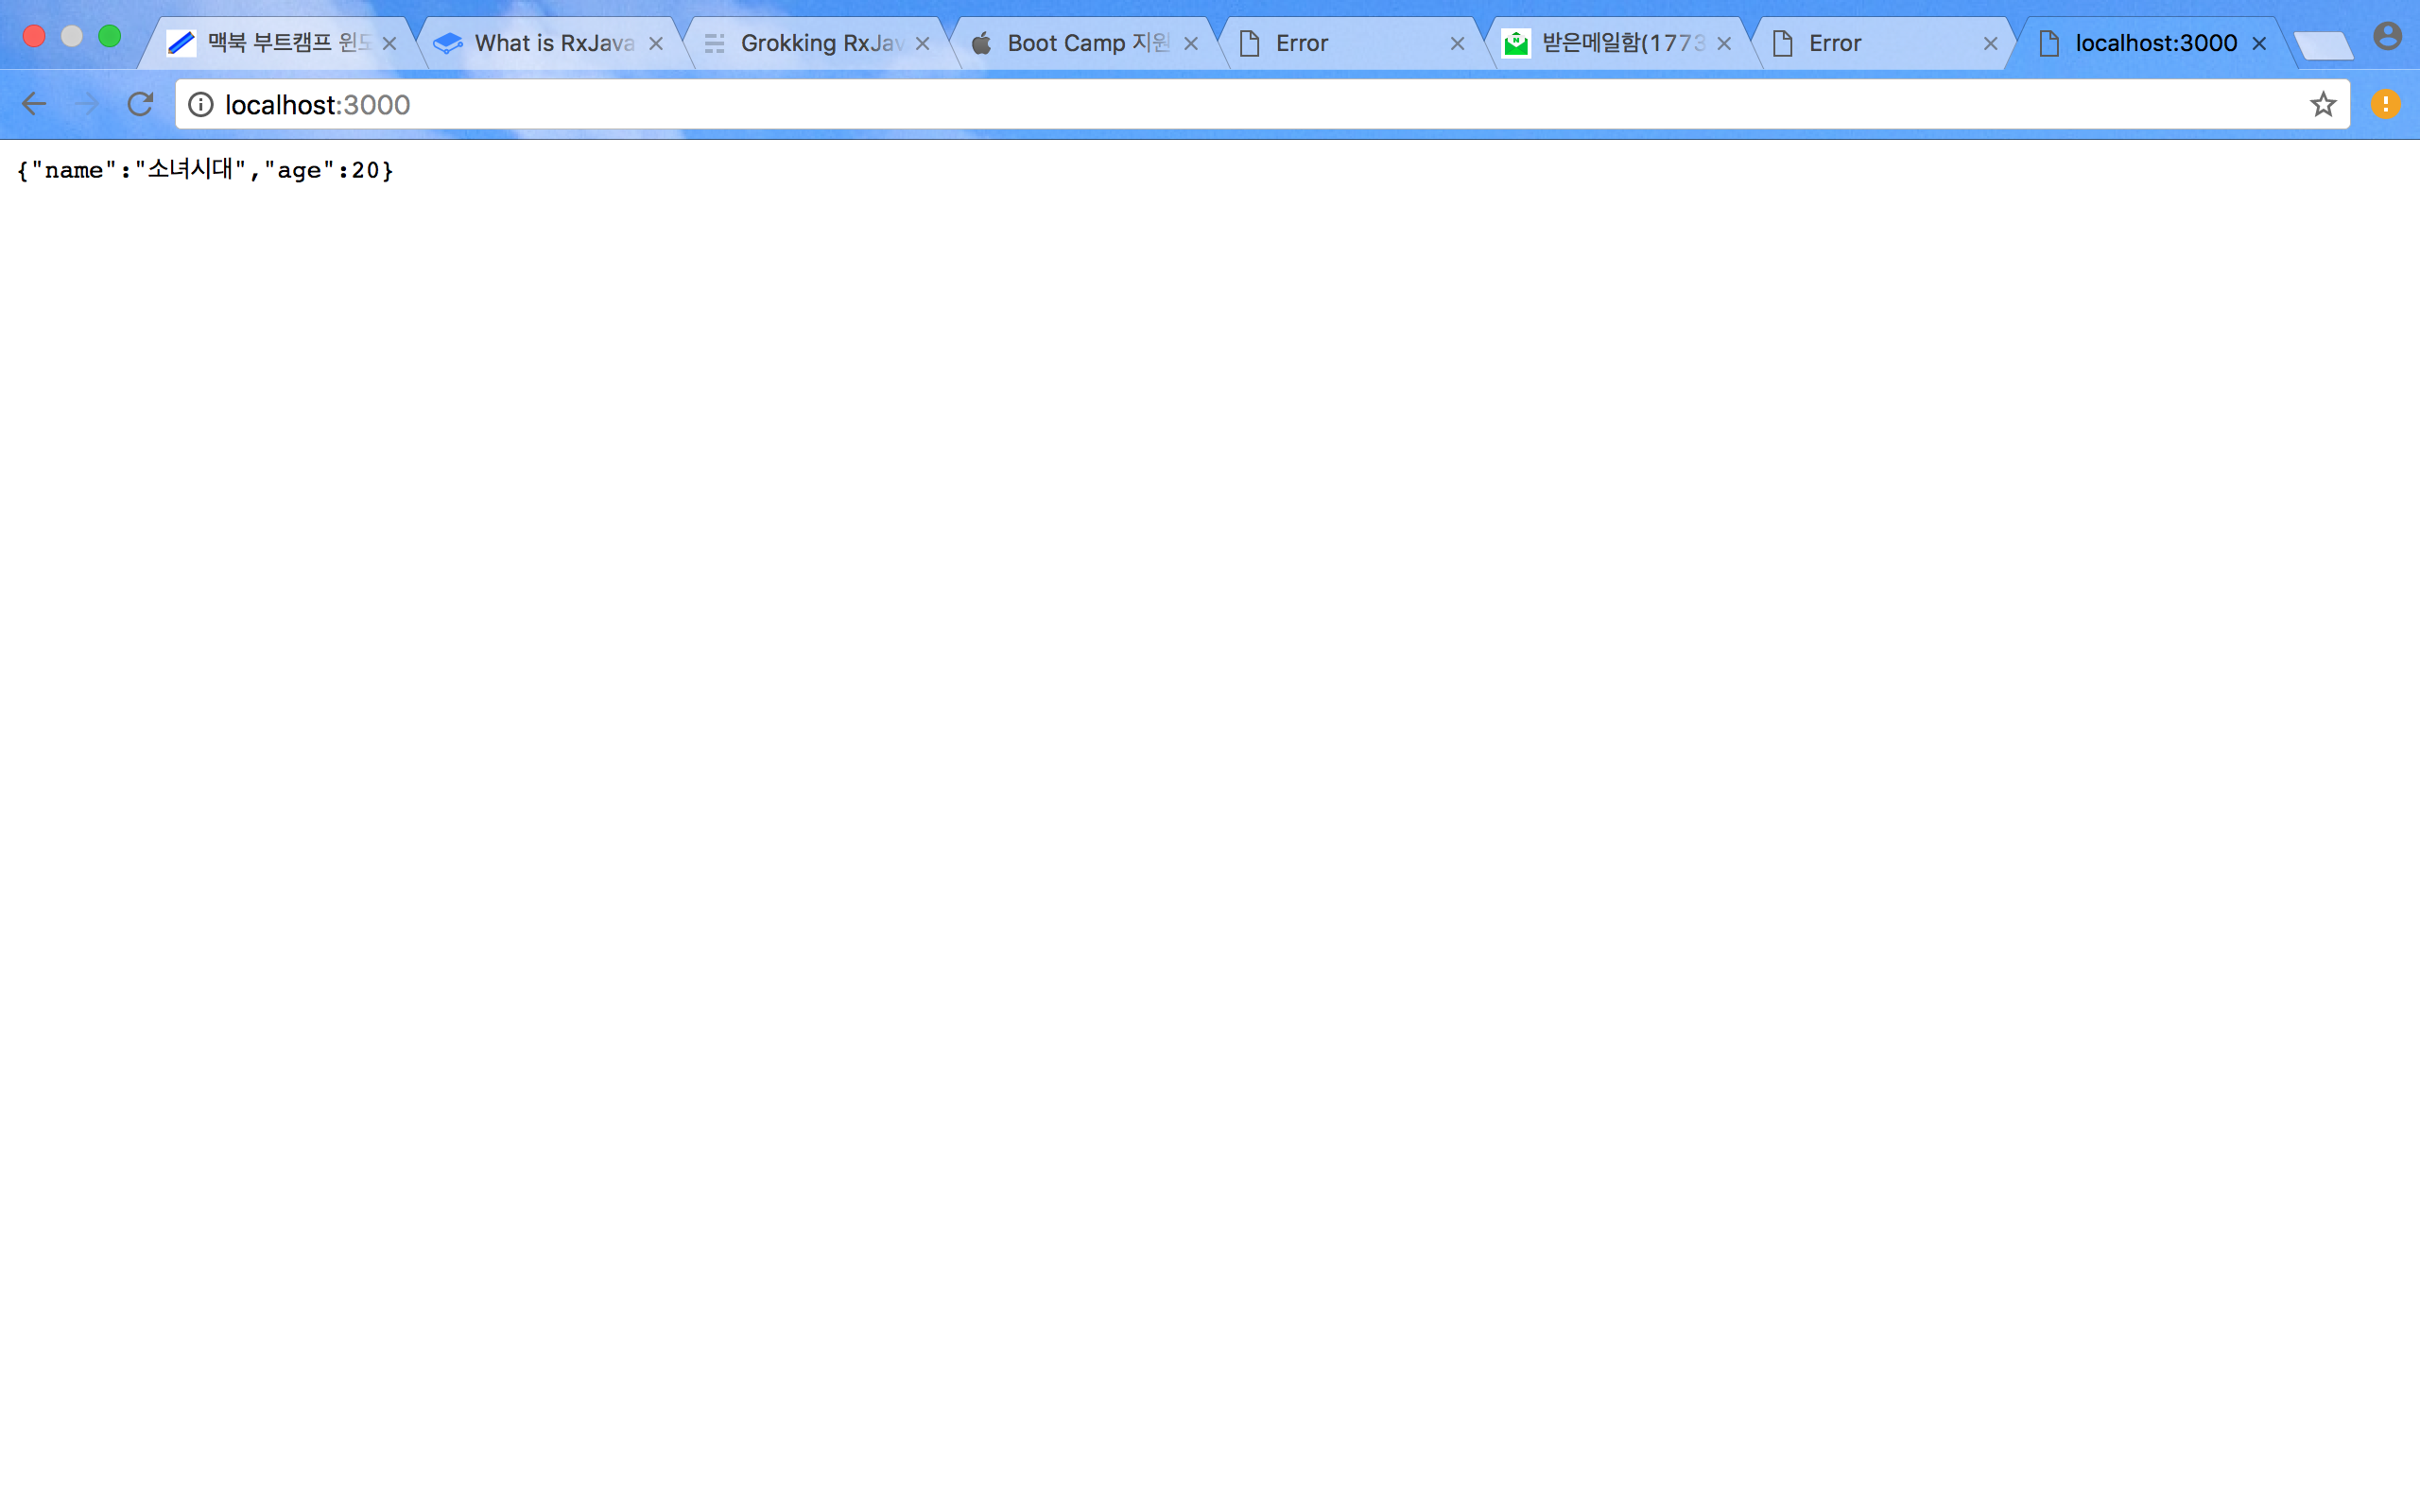 맥북 부트캠프 윈도
What is RxJava
Grokking RxJav
Boot Camp 지원
Error
받은메일함(1773
Error
localhost:3000
localhost:3000
{"name":"소녀시대","age":20}